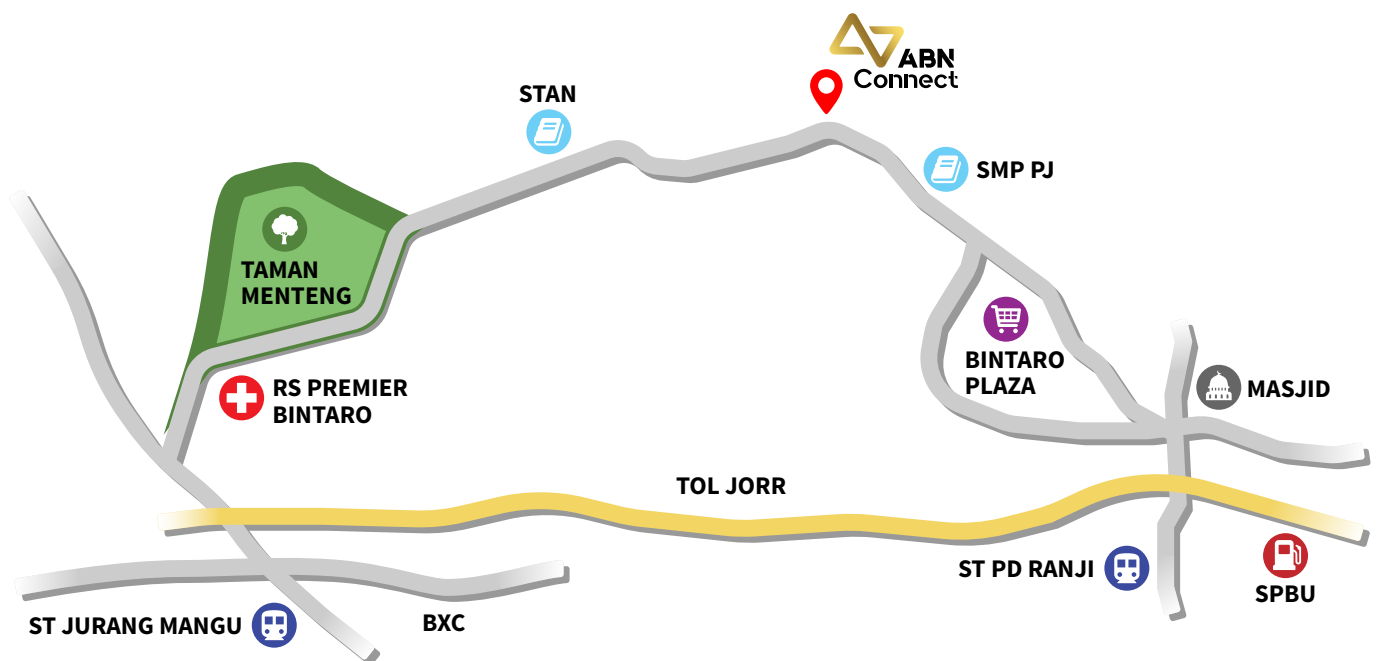 ABN
Connect
STAN
SMP PJ
TAMAN
MENTENG
BINTARO
PLAZA
RS PREMIER
BINTARO
MASJID
TOL JORR
ST PD RANJI
SPBU
ST JURANG MANGU
BXC